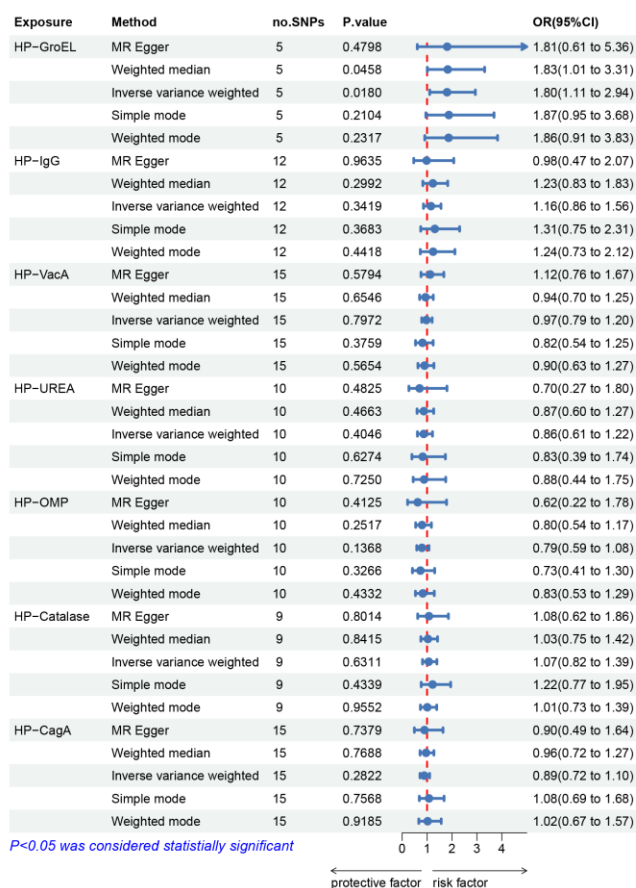 Exposure Method no.SNPs P.value OR(95%CI)
HP−GroEL MR Egger 5 0.4798 1.81(0.61 to 5.36)
Weighted median 5 0.0458 1.83(1.01 to 3.31)
Inverse variance weighted 5 0.0180 1.80(1.11 to 2.94)
Simple mode 5 0.2104 1.87(0.95 to 3.68)
Weighted mode 5 0.2317 1.86(0.91 to 3.83)
HP−IgG MR Egger 12 0.9635 0.98(0.47 to 2.07)
Weighted median 12 0.2992 1.23(0.83 to 1.83)
Inverse variance weighted 12 0.3419 1.16(0.86 to 1.56)
Simple mode 12 0.3683 1.31(0.75 to 2.31)
Weighted mode 12 0.4418 1.24(0.73 to 2.12)
HP−VacA MR Egger 15 0.5794 1.12(0.76 to 1.67)
Weighted median 15 0.6546 0.94(0.70 to 1.25)
Inverse variance weighted 15 0.7972 0.97(0.79 to 1.20)
Simple mode 15 0.3759 0.82(0.54 to 1.25)
Weighted mode 15 0.5654 0.90(0.63 to 1.27)
HP−UREA MR Egger 10 0.4825 0.70(0.27 to 1.80)
Weighted median 10 0.4663 0.87(0.60 to 1.27)
Inverse variance weighted 10 0.4046 0.86(0.61 to 1.22)
Simple mode 10 0.6274 0.83(0.39 to 1.74)
Weighted mode 10 0.7250 0.88(0.44 to 1.75)
HP−OMP MR Egger 10 0.4125 0.62(0.22 to 1.78)
Weighted median 10 0.2517 0.80(0.54 to 1.17)
Inverse variance weighted 10 0.1368 0.79(0.59 to 1.08)
Simple mode 10 0.3266 0.73(0.41 to 1.30)
Weighted mode 10 0.4332 0.83(0.53 to 1.29)
HP−Catalase MR Egger 9 0.8014 1.08(0.62 to 1.86)
Weighted median 9 0.8415 1.03(0.75 to 1.42)
Inverse variance weighted 9 0.6311 1.07(0.82 to 1.39)
Simple mode 9 0.4339 1.22(0.77 to 1.95)
Weighted mode 9 0.9552 1.01(0.73 to 1.39)
HP−CagA MR Egger 15 0.7379 0.90(0.49 to 1.64)
Weighted median 15 0.7688 0.96(0.72 to 1.27)
Inverse variance weighted 15 0.2822 0.89(0.72 to 1.10)
Simple mode 15 0.7568 1.08(0.69 to 1.68)
Weighted mode 15 0.9185 1.02(0.67 to 1.57)
P<0.05 was considered statistially significant
0 1 2 3 4
protective factor risk factor